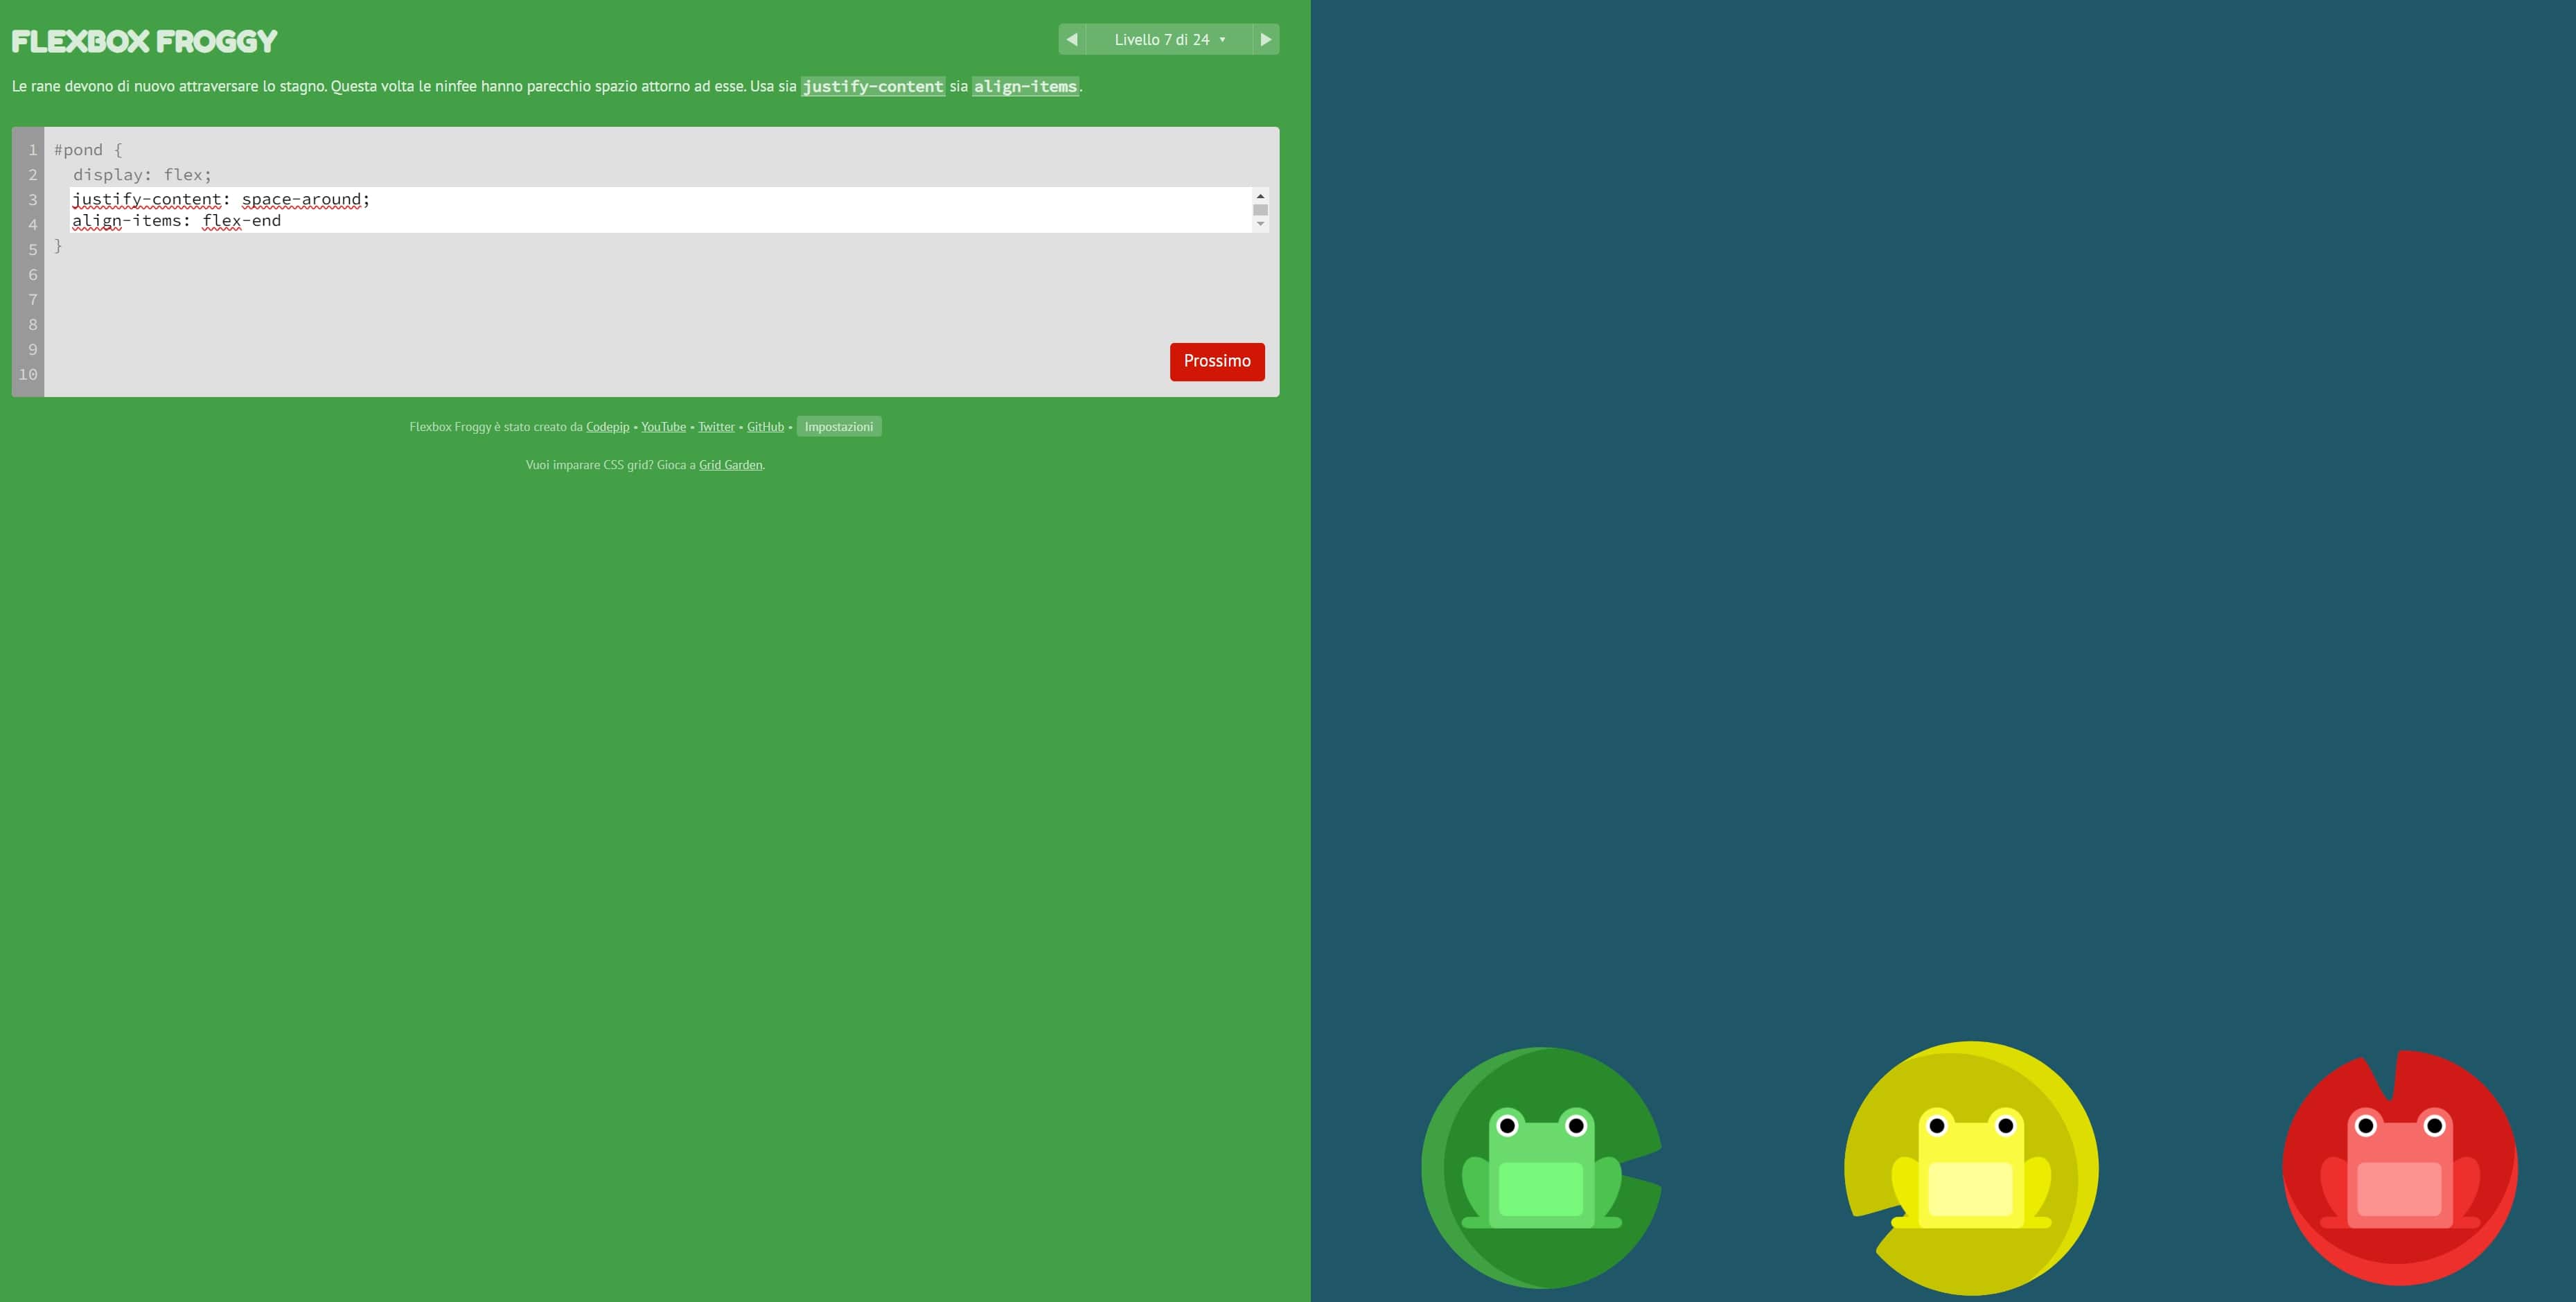 FLEXBOX FROGGY
Livello 7 di 24
Le rane devono di nuovo attraversare lo stagno. Questa volta le ninfee hanno parecchio spazio attorno ad esse. Usa sia justify-content sia align-items.
1 #pond {
2 display: flex;
3 justify-content: space-around;
4 align-items: flex-end
5 }
6
7
8
9
10
Prossimo
Flexbox Froggy è stato creato da Codepip • YouTube • Twitter • GitHub • Impostazioni
Vuoi imparare CSS grid? Gioca a Grid Garden.